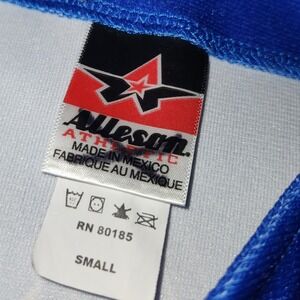 Alleson
ATHLETIC
MADE IN MEXICO
FABRIQUE AU MEXIQUE
RN 80185
SMALL